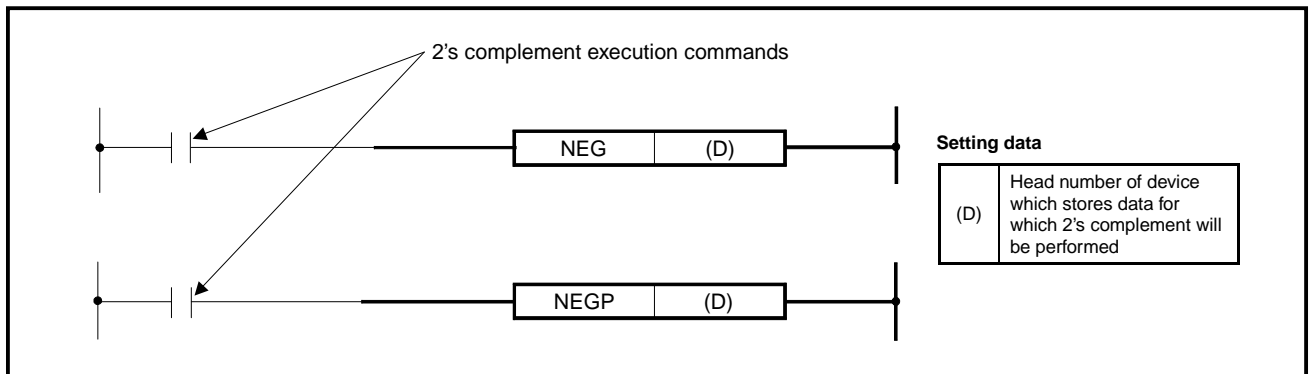 2's complement execution commands
NEG (D)
Setting data
(D) Head number of device
which stores data for
which 2's complement will
be performed
NEGP (D)